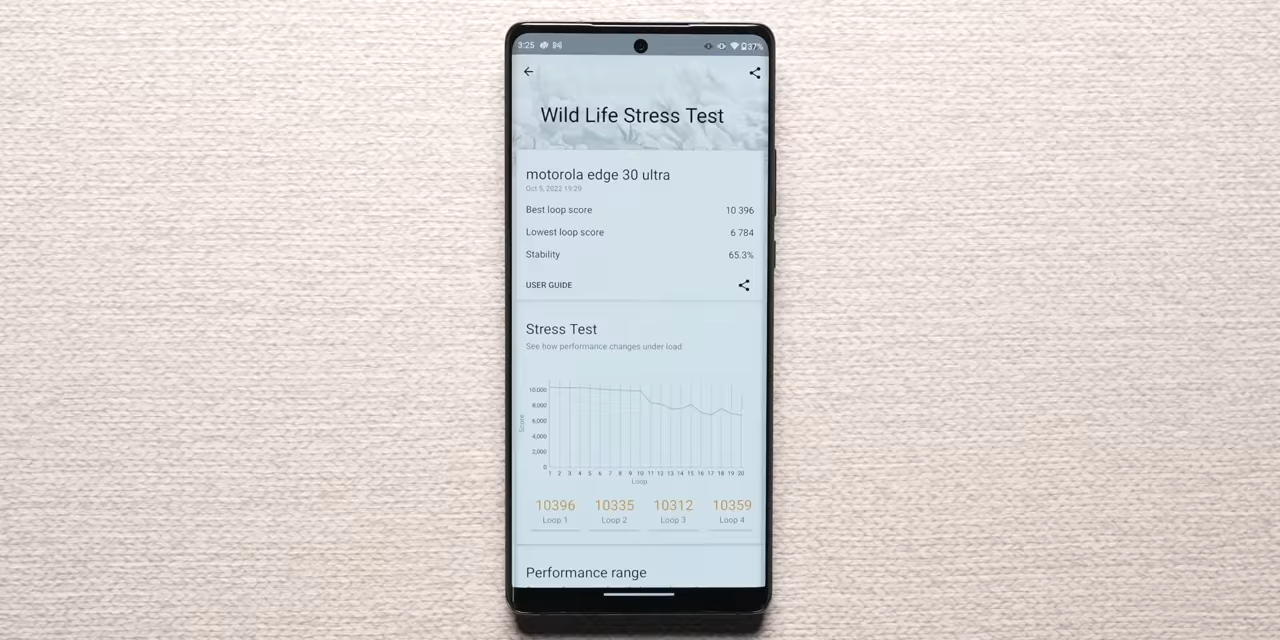 3:25 37%
Wild Life Stress Test
motorola edge 30 ultra
Oct 5, 2022 19:29
Best loop score 10 396
Lowest loop score 6 784
Stability 65.3%
USER GUIDE
Stress Test
See how performance changes under load
10,000
8,000
6,000
4,000
2,000
0
Score
1 2 3 4 5 6 7 8 9 10 11 12 13 14 15 16 17 18 19 20
Loop
10396 10335 10312 10359
Loop 1 Loop 2 Loop 3 Loop 4
Performance range